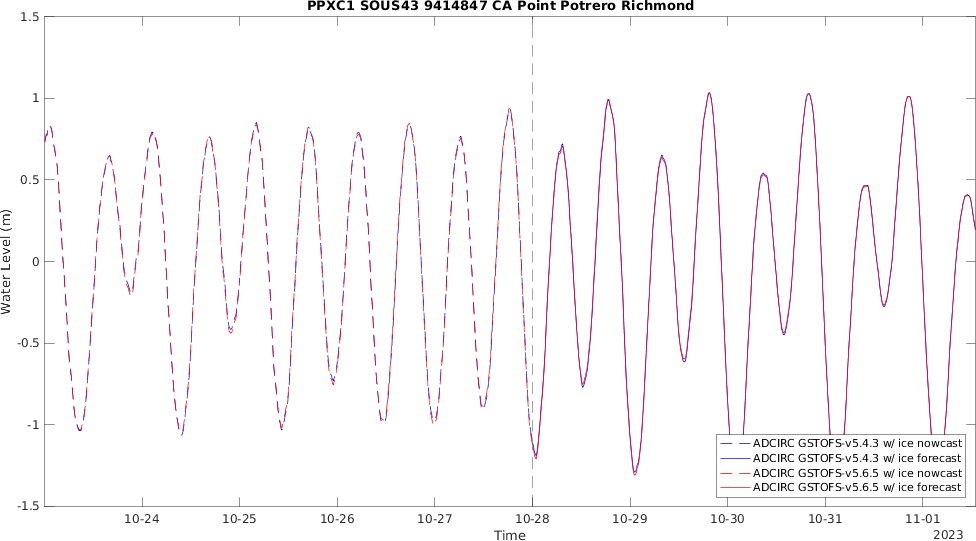 PPXC1 SOUS43 9414847 CA Point Potrero Richmond
1.5
1
0.5
0
-0.5
-1
-1.5
Water Level (m)
ADCIRC GSTOFS-v5.4.3 w/ ice nowcast
ADCIRC GSTOFS-v5.4.3 w/ ice forecast
ADCIRC GSTOFS-v5.6.5 w/ ice nowcast
ADCIRC GSTOFS-v5.6.5 w/ ice forecast
10-24 10-25 10-26 10-27 10-28 10-29 10-30 10-31 11-01
Time
2023